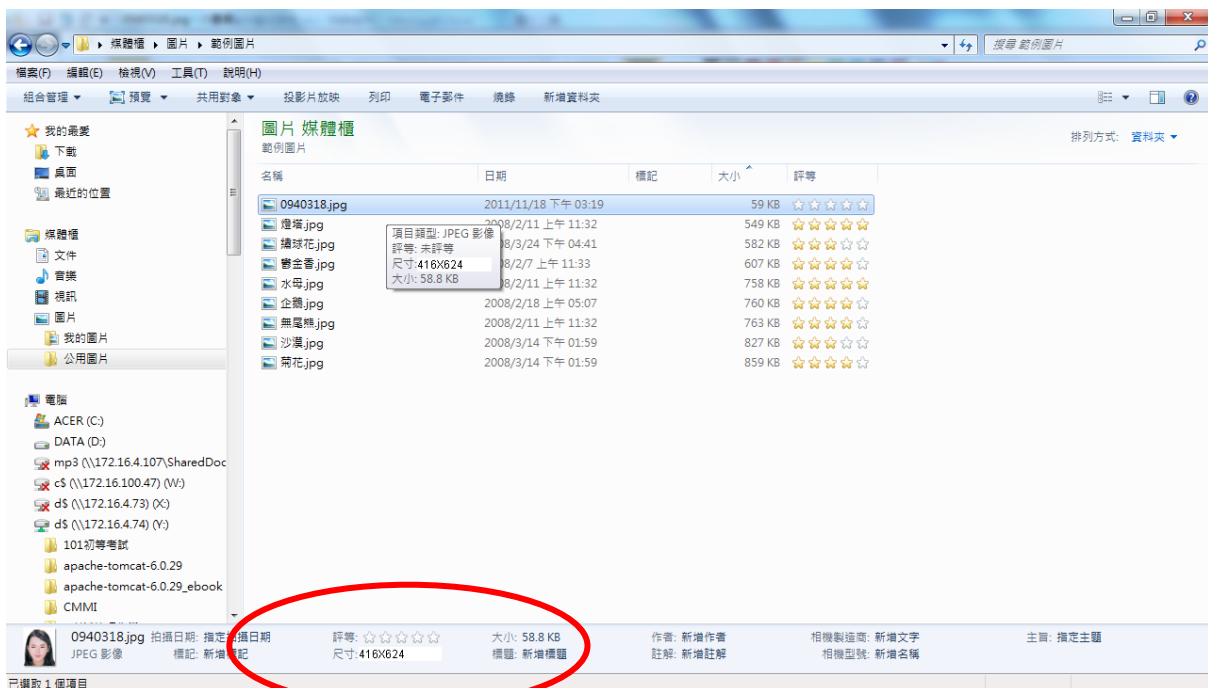 媒體櫃 ▸ 圖片 ▸ 範例圖片
搜尋 範例圖片
檔案(F) 編輯(E) 檢視(V) 工具(T) 說明(H)
組合管理 預覽 共用對象 投影片放映 列印 電子郵件 燒錄 新增資料夾
我的最愛
下載
桌面
最近的位置
媒體櫃
文件
音樂
視訊
圖片
我的圖片
公用圖片
電腦
ACER (C:)
DATA (D:)
mp3 (\\172.16.4.107\SharedDoc
c$ (\\172.16.100.47) (W:)
d$ (\\172.16.4.73) (X:)
d$ (\\172.16.4.74) (Y:)
101初等考試
apache-tomcat-6.0.29
apache-tomcat-6.0.29_ebook
CMMI
圖片 媒體櫃
範例圖片
排列方式: 資料夾
名稱 日期 標記 大小 評等
0940318.jpg 2011/11/18 下午 03:19 59 KB
燈塔.jpg 2008/2/11 上午 11:32 549 KB
繡球花.jpg 08/3/24 下午 04:41 582 KB
鬱金香.jpg 08/2/7 上午 11:33 607 KB
水母.jpg 08/2/11 上午 11:32 758 KB
企鵝.jpg 2008/2/18 上午 05:07 760 KB
無尾熊.jpg 2008/2/11 上午 11:32 763 KB
沙漠.jpg 2008/3/14 下午 01:59 827 KB
菊花.jpg 2008/3/14 下午 01:59 859 KB
項目類型: JPEG 影像
評等: 未評等
尺寸:416X624
大小: 58.8 KB
0940318.jpg 拍攝日期: 指定拍攝日期 評等: 大小: 58.8 KB 作者: 新增作者 相機製造商: 新增文字 主旨: 指定主題
JPEG 影像 標記: 新增標記 尺寸:416X624 標題: 新增標題 註解: 新增註解 相機型號: 新增名稱
已選取 1 個項目